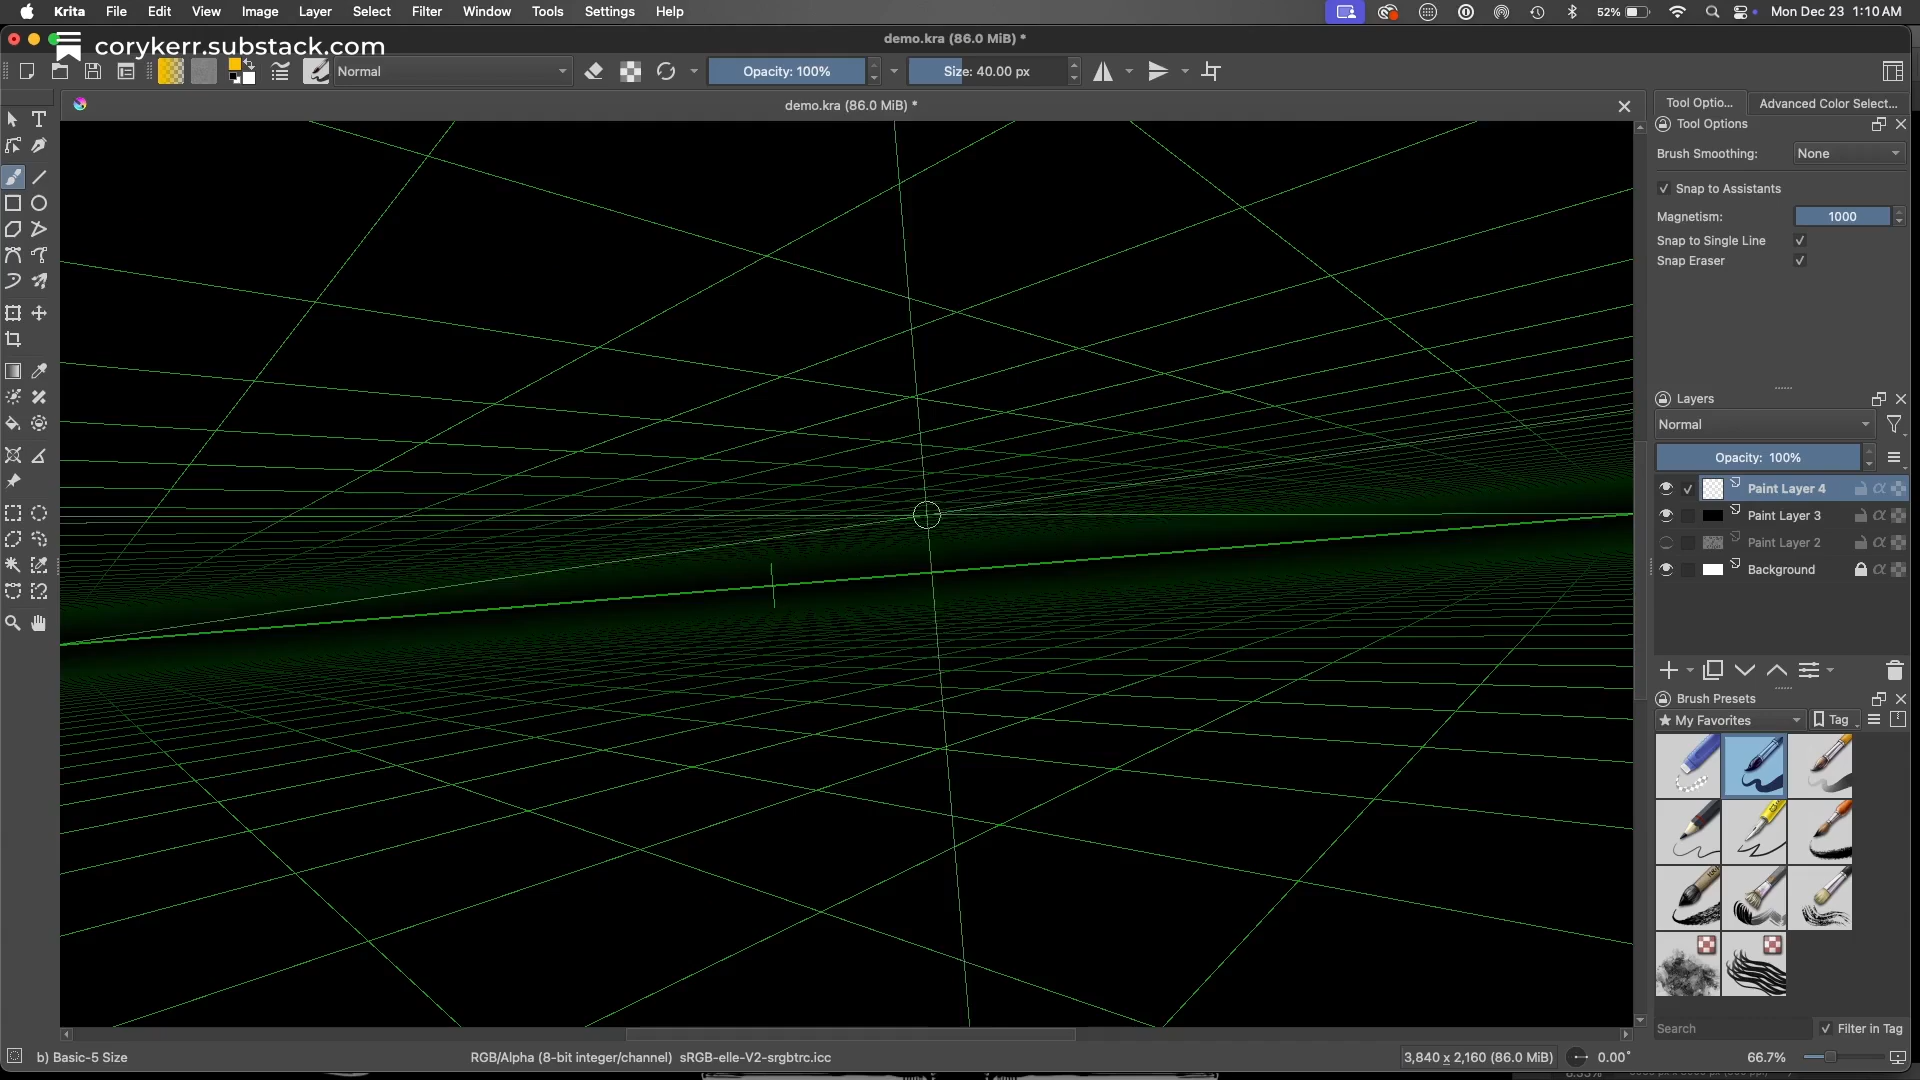 Krita File Edit View Image Layer Select Filter Window Tools Settings Help
52% Mon Dec 23 1:10 AM
corykerr.substack.com
demo.kra (86.0 MiB) *
Normal
Opacity: 100%
Size: 40.00 px
demo.kra (86.0 MiB) *
Tool Optio...
Advanced Color Select...
Tool Options
Brush Smoothing:
None
Snap to Assistants
Magnetism:
1000
Snap to Single Line
Snap Eraser
Layers
Normal
Opacity: 100%
Paint Layer 4
Paint Layer 3
Paint Layer 2
Background
Brush Presets
My Favorites
Tag
Search
Filter in Tag
b) Basic-5 Size
RGB/Alpha (8-bit integer/channel) sRGB-elle-V2-srgbtrc.icc
3,840 x 2,160 (86.0 MiB)
0.00°
66.7%